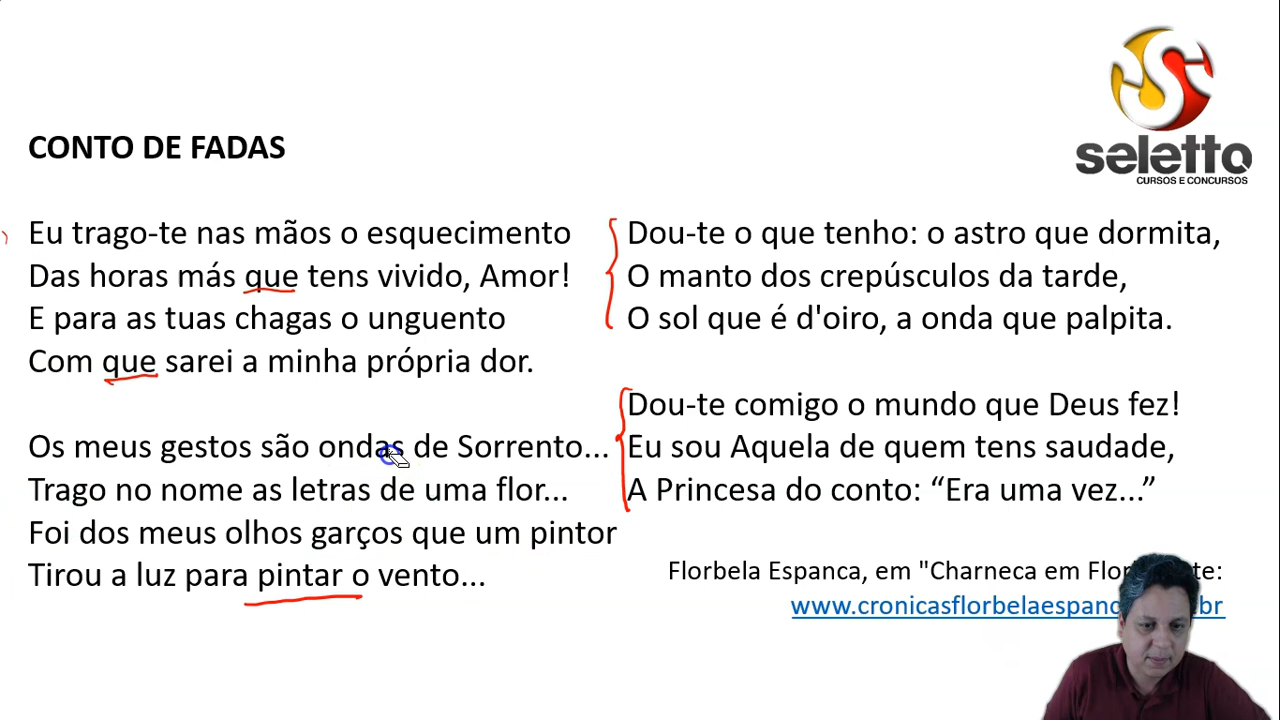 seletto
CURSOS E CONCURSOS
CONTO DE FADAS
Eu trago-te nas mãos o esquecimento
Das horas más que tens vivido, Amor!
E para as tuas chagas o unguento
Com que sarei a minha própria dor.
Os meus gestos são ondas de Sorrento...
Trago no nome as letras de uma flor...
Foi dos meus olhos garços que um pintor
Tirou a luz para pintar o vento...
Dou-te o que tenho: o astro que dormita,
O manto dos crepúsculos da tarde,
O sol que é d'oiro, a onda que palpita.
Dou-te comigo o mundo que Deus fez!
Eu sou Aquela de quem tens saudade,
A Princesa do conto: “Era uma vez...”
Florbela Espanca, em "Charneca em